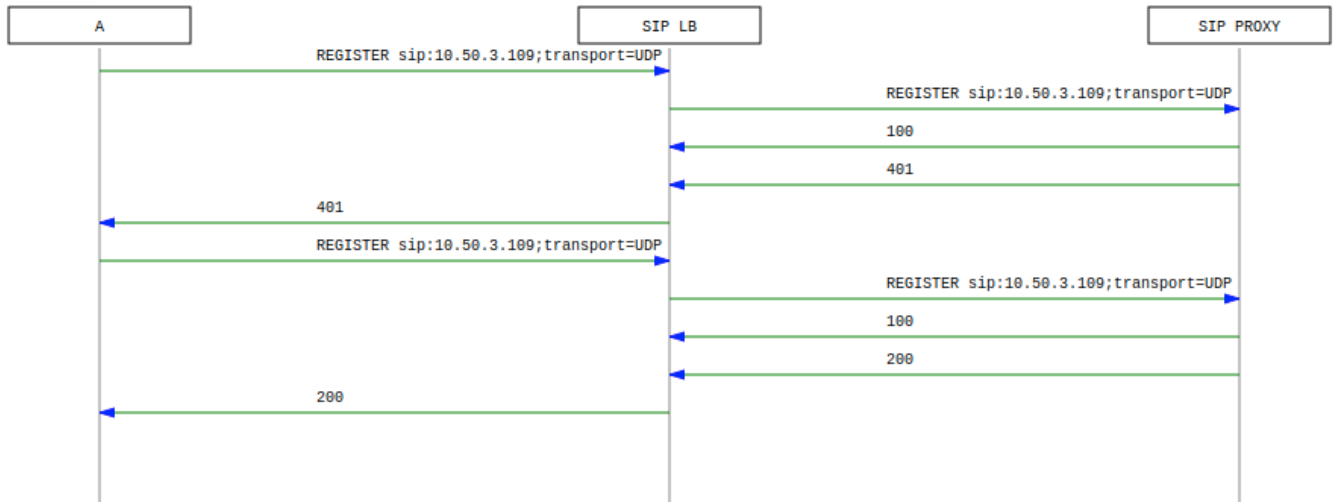 A
SIP LB
SIP PROXY
REGISTER sip:10.50.3.109;transport=UDP
REGISTER sip:10.50.3.109;transport=UDP
100
401
401
REGISTER sip:10.50.3.109;transport=UDP
REGISTER sip:10.50.3.109;transport=UDP
100
200
200